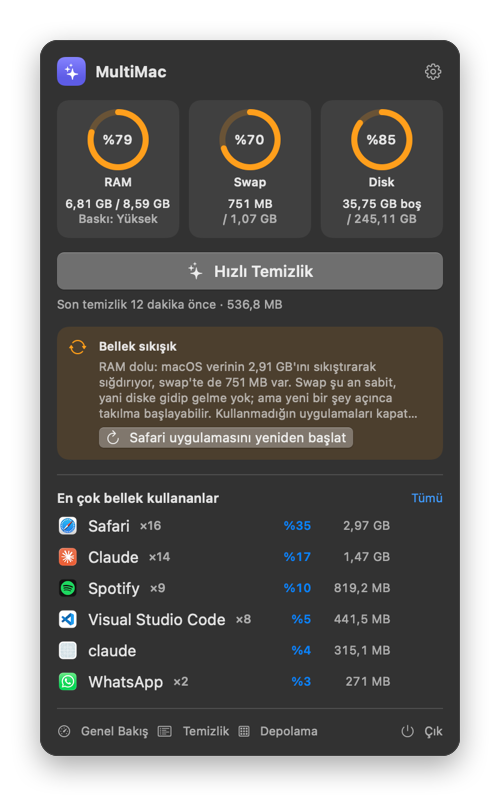 MultiMac
%79
%70
%85
RAM
Swap
Disk
6,81 GB / 8,59 GB
751 MB
35,75 GB boş
Baskı: Yüksek
/ 1,07 GB
/ 245,11 GB
Hızlı Temizlik
Son temizlik 12 dakika önce · 536,8 MB
Bellek sıkışık
RAM dolu: macOS verinin 2,91 GB'ını sıkıştırarak
sığdırıyor, swap'te de 751 MB var. Swap şu an sabit,
yani diske gidip gelme yok; ama yeni bir şey açınca
takılma başlayabilir. Kullanmadığın uygulamaları kapat...
Safari uygulamasını yeniden başlat
En çok bellek kullananlar
Tümü
Safari ×16 %35 2,97 GB
Claude ×14 %17 1,47 GB
Spotify ×9 %10 819,2 MB
Visual Studio Code ×8 %5 441,5 MB
claude %4 315,1 MB
WhatsApp ×2 %3 271 MB
Genel Bakış Temizlik Depolama Çık